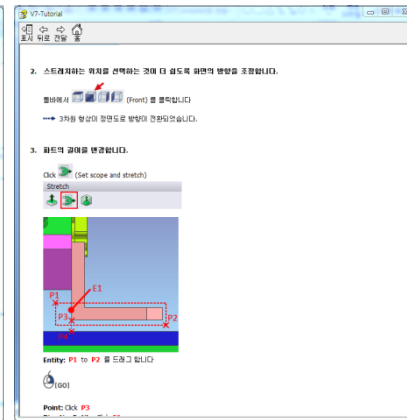 V7-Tutorial
표시 뒤로 전달 홈
2. 스트레치하는 위치를 선택하는 것이 더 쉽도록 화면의 방향을 조정합니다.
툴바에서 (Front) 를 클릭합니다
3차원 형상이 정면도로 방향이 전환되었습니다.
3. 파트의 길이를 변경합니다.
Click (Set scope and stretch)
Stretch
E1
P1
P3
P2
P4
Entity: P1 to P2 를 드래그 합니다
(GO)
Point: Click P3